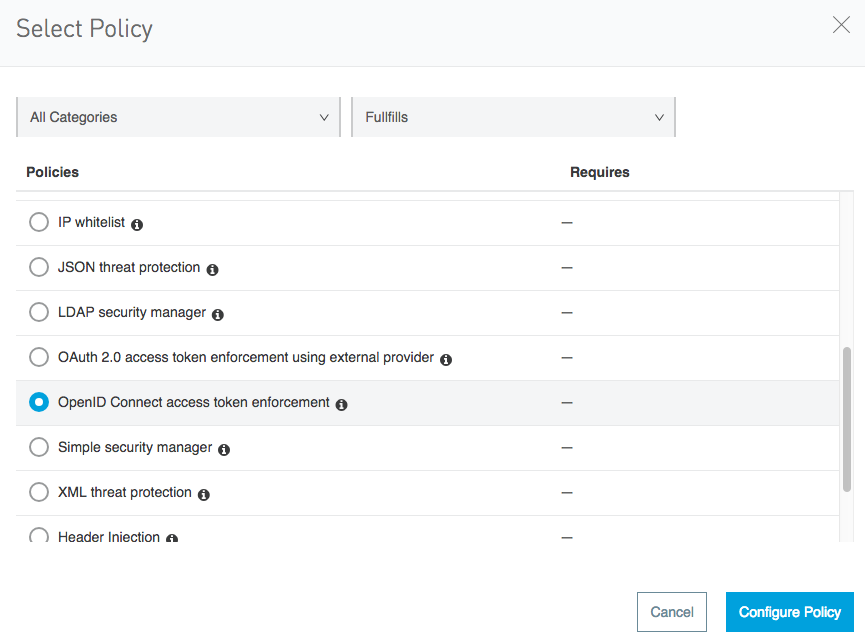 Select Policy
All Categories
Fullfills
Policies Requires
IP whitelist —
JSON threat protection —
LDAP security manager —
OAuth 2.0 access token enforcement using external provider —
OpenID Connect access token enforcement —
Simple security manager —
XML threat protection —
Header Injection —
Cancel Configure Policy